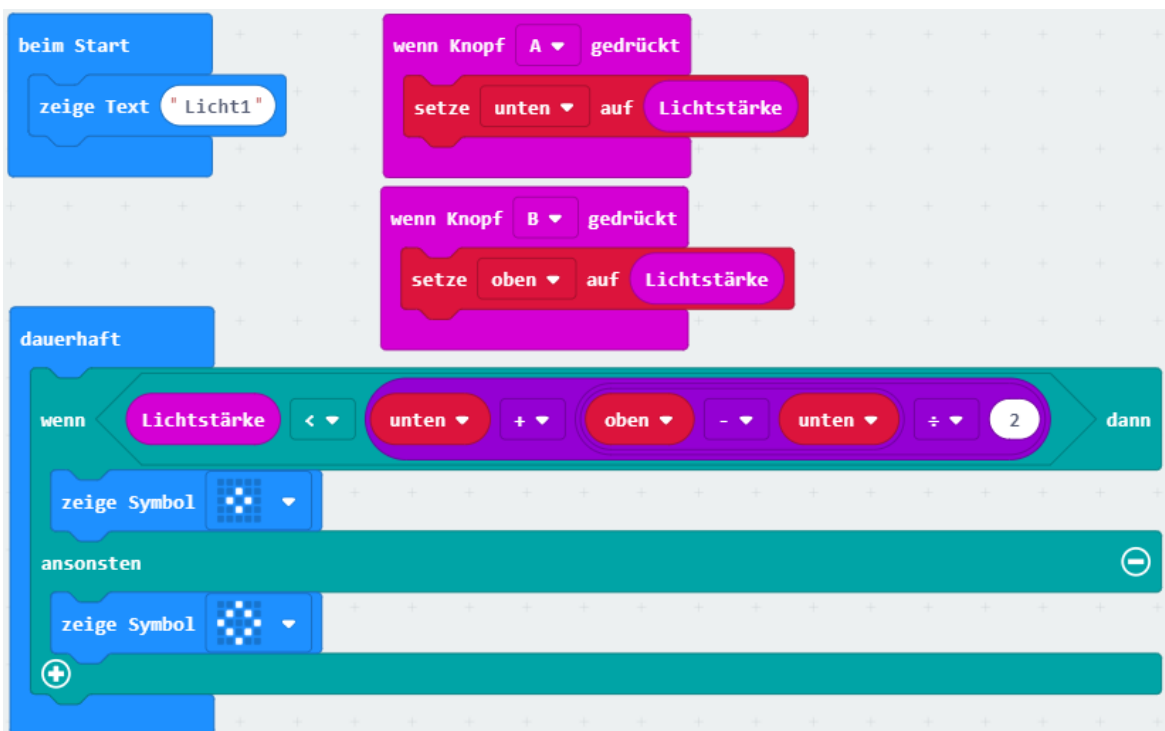 beim Start
zeige Text "Licht1"
wenn Knopf A gedrückt
setze unten auf Lichtstärke
wenn Knopf B gedrückt
setze oben auf Lichtstärke
dauerhaft
wenn Lichtstärke < unten + oben - unten ÷ 2 dann
zeige Symbol
ansonsten
zeige Symbol